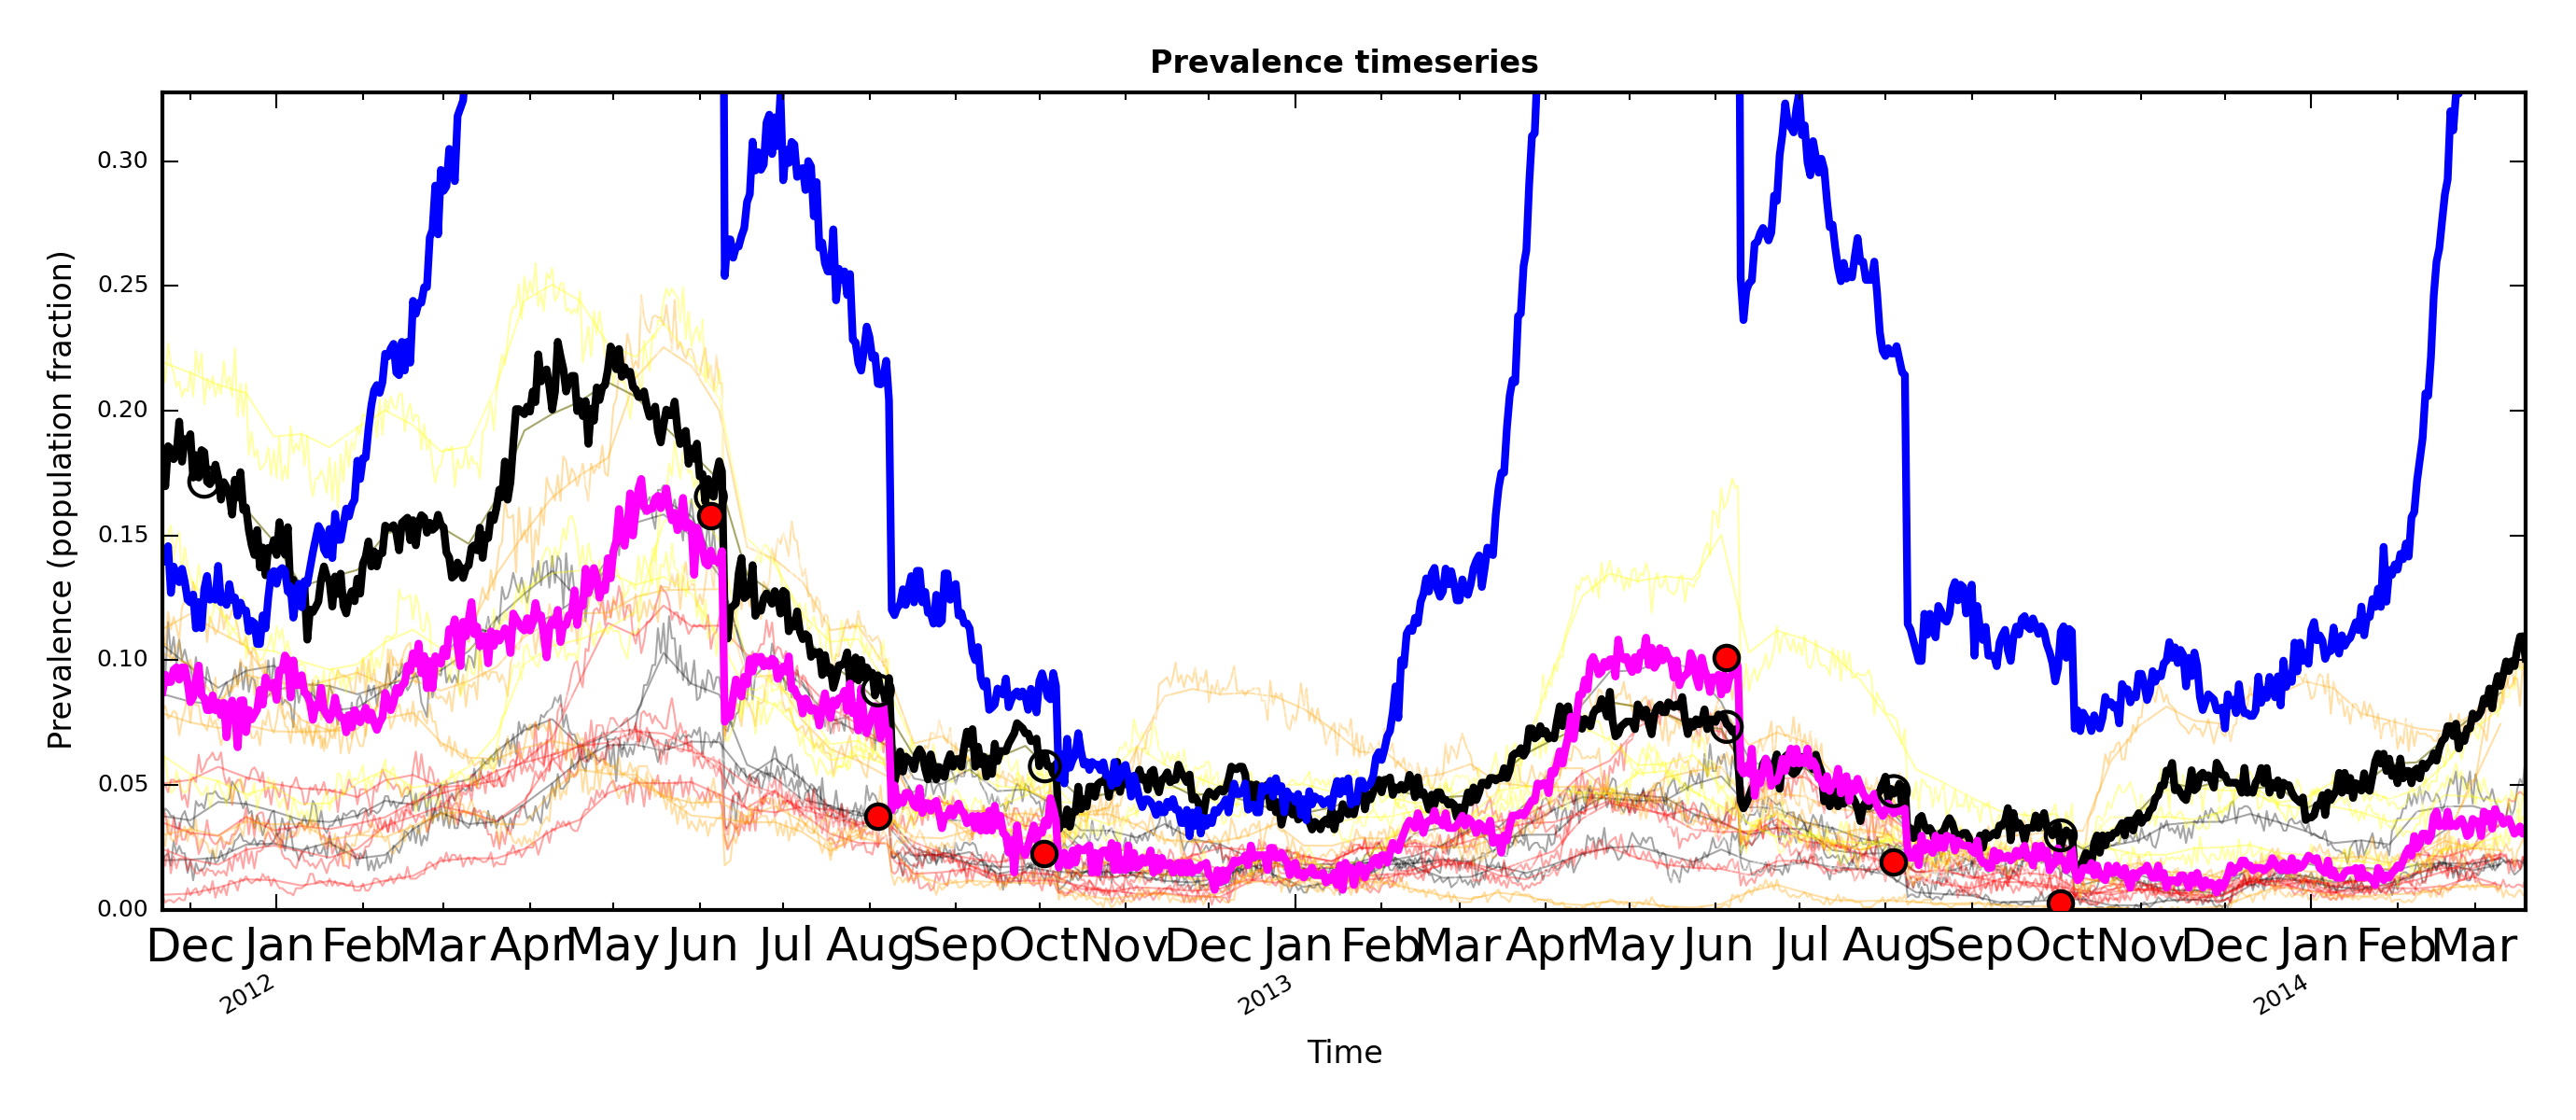 Prevalence timeseries
Prevalence (population fraction)
0.30
0.25
0.20
0.15
0.10
0.05
0.00
Dec Jan Feb Mar Apr May Jun Jul Aug Sep Oct Nov Dec Jan Feb Mar Apr May Jun Jul Aug Sep Oct Nov Dec Jan Feb Mar
2012 2013 2014
Time